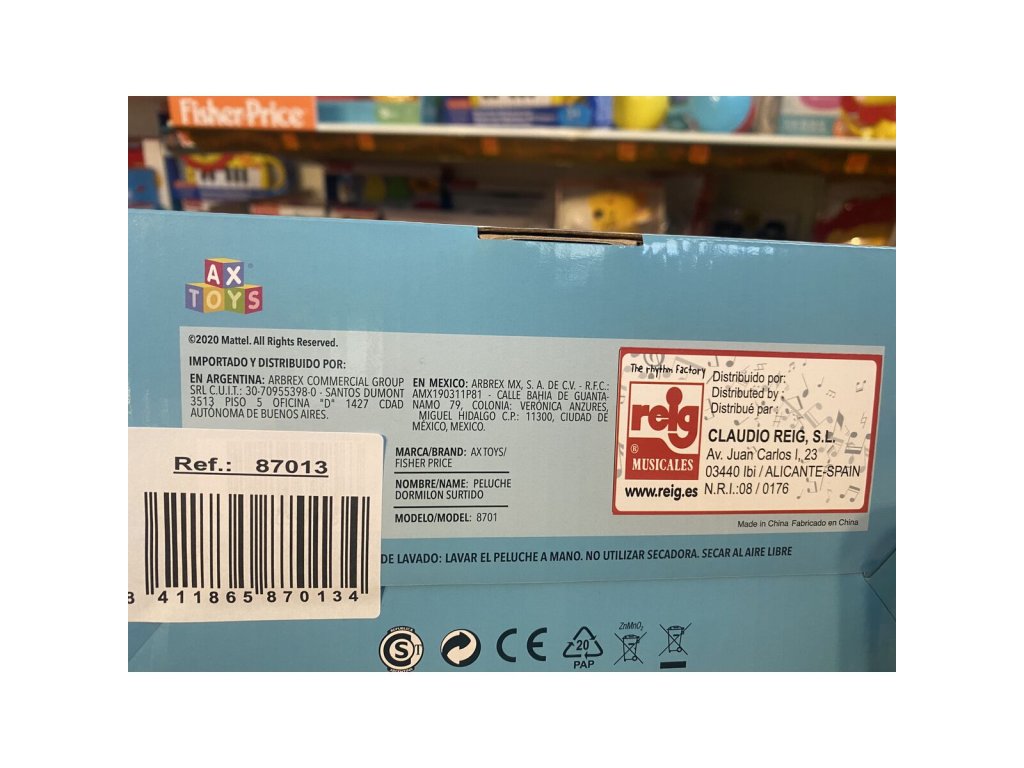 Fisher-Price
AX
TOYS
©2020 Mattel. All Rights Reserved.
IMPORTADO Y DISTRIBUIDO POR:
EN ARGENTINA: ARBREX COMMERCIAL GROUP
SRL C.U.I.T.: 30-70955398-0 - SANTOS DUMONT
3513 PISO 5 OFICINA "D" 1427 CDAD
AUTÓNOMA DE BUENOS AIRES.
EN MEXICO: ARBREX MX, S. A. DE C.V. - R.F.C.:
AMX190311P81 - CALLE BAHIA DE GUANTA-
NAMO 79, COLONIA: VERÓNICA ANZURES,
MIGUEL HIDALGO C.P.: 11300, CIUDAD DE
MÉXICO, MEXICO.
MARCA/BRAND: AX TOYS/
FISHER PRICE
NOMBRE/NAME: PELUCHE
DORMILON SURTIDO
MODELO/MODEL: 8701
The rhythm factory
reig
®
MUSICALES
www.reig.es
Distribuido por:
Distributed by:
Distribué par:
CLAUDIO REIG, S.L.
Av. Juan Carlos I, 23
03440 Ibi / ALICANTE-SPAIN
N.R.I.:08 / 0176
Made in China Fabricado en China
Ref.: 87013
8 411865 870134
DE LAVADO: LAVAR EL PELUCHE A MANO. NO UTILIZAR SECADORA. SECAR AL AIRE LIBRE
S
CE
20
PAP
ZnMnO₂